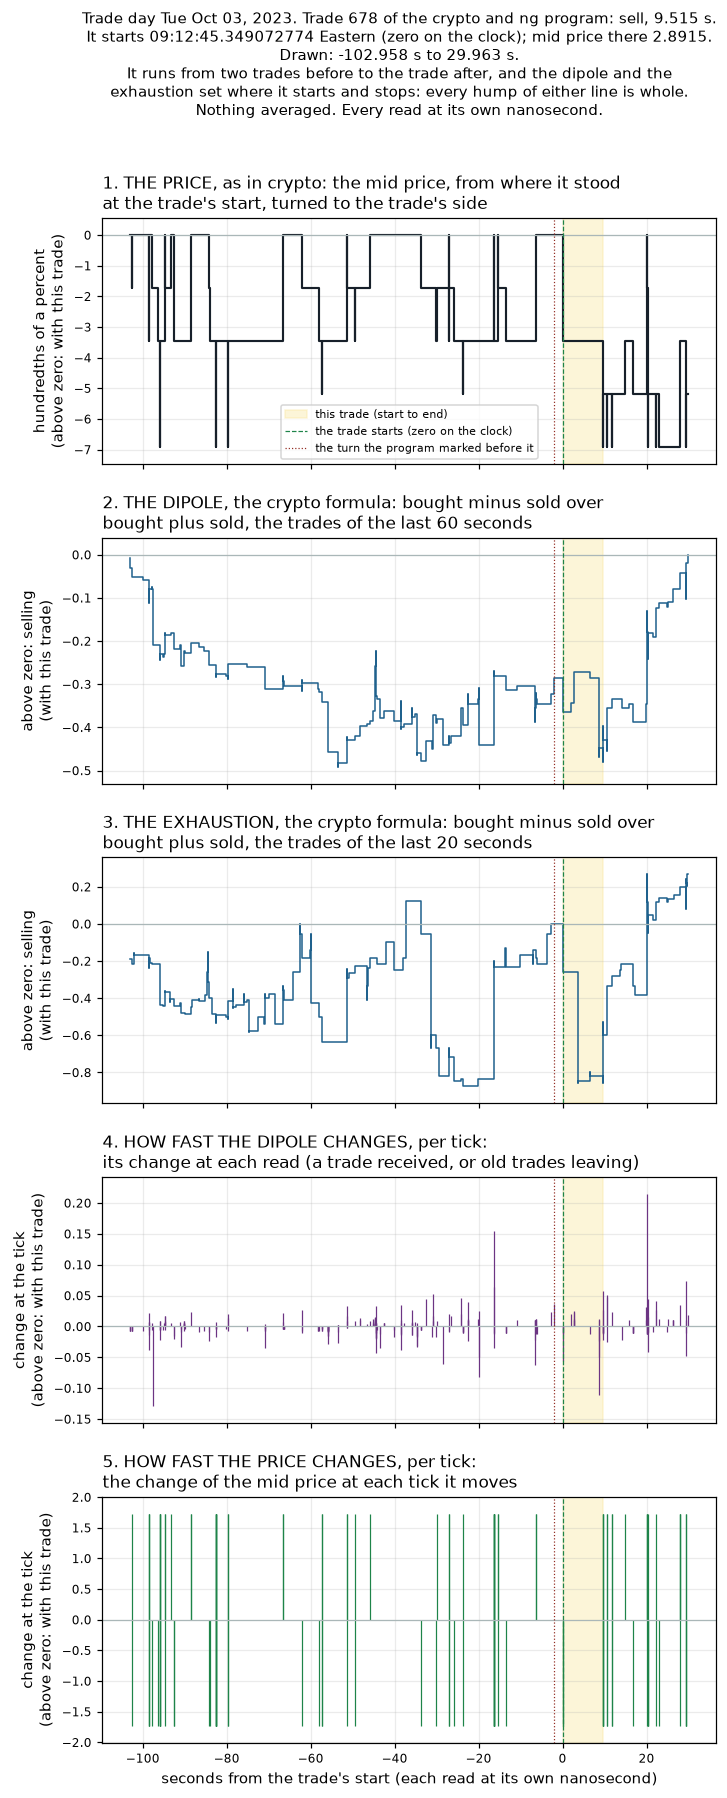 Trade day Tue Oct 03, 2023. Trade 678 of the crypto and ng program: sell, 9.515 s.
It starts 09:12:45.349072774 Eastern (zero on the clock); mid price there 2.8915.
Drawn: -102.958 s to 29.963 s.
It runs from two trades before to the trade after, and the dipole and the
exhaustion set where it starts and stops: every hump of either line is whole.
Nothing averaged. Every read at its own nanosecond.
1. THE PRICE, as in crypto: the mid price, from where it stood
at the trade's start, turned to the trade's side
hundredths of a percent
(above zero: with this trade)
0
−1
−2
−3
−4
−5
−6
−7
this trade (start to end)
the trade starts (zero on the clock)
the turn the program marked before it
2. THE DIPOLE, the crypto formula: bought minus sold over
bought plus sold, the trades of the last 60 seconds
above zero: selling
(with this trade)
0.0
−0.1
−0.2
−0.3
−0.4
−0.5
3. THE EXHAUSTION, the crypto formula: bought minus sold over
bought plus sold, the trades of the last 20 seconds
above zero: selling
(with this trade)
0.2
0.0
−0.2
−0.4
−0.6
−0.8
4. HOW FAST THE DIPOLE CHANGES, per tick:
its change at each read (a trade received, or old trades leaving)
change at the tick
(above zero: with this trade)
0.20
0.15
0.10
0.05
0.00
−0.05
−0.10
−0.15
5. HOW FAST THE PRICE CHANGES, per tick:
the change of the mid price at each tick it moves
change at the tick
(above zero: with this trade)
2.0
1.5
1.0
0.5
0.0
−0.5
−1.0
−1.5
−2.0
−100 −80 −60 −40 −20 0 20
seconds from the trade's start (each read at its own nanosecond)